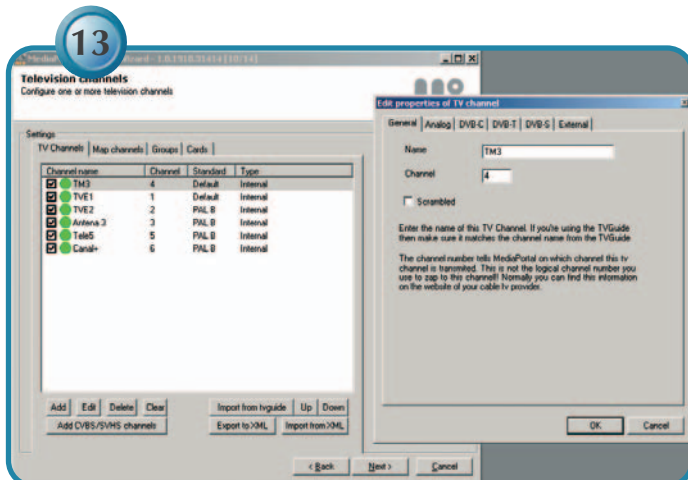 13
Television channels
Configure one or more television channels
Settings
TV Channels Map channels Groups Cards
Channel name Channel Standard Type
TM3 4 Default Internal
TVE1 1 Default Internal
TVE2 2 PAL B Internal
Antena 3 3 PAL B Internal
Tele5 5 PAL B Internal
Canal+ 6 PAL B Internal
Add Edit Delete Clear Import from tvguide Up Down
Add CVBS/SVHS channels Export to XML Import from XML
< Back Next > Cancel
Edit properties of TV channel
General Analog DVB-C DVB-T DVB-S External
Name TM3
Channel 4
Scrambled
Enter the name of this TV Channel. If you're using the TVGuide
then make sure it matches the channel name from the TVGuide
The channel number tells MediaPortal on which channel this tv
channel is transmited. This is not the logical channel number you
use to zap to this channel! Normally you can find this information
on the website of your cable tv provider.
OK Cancel